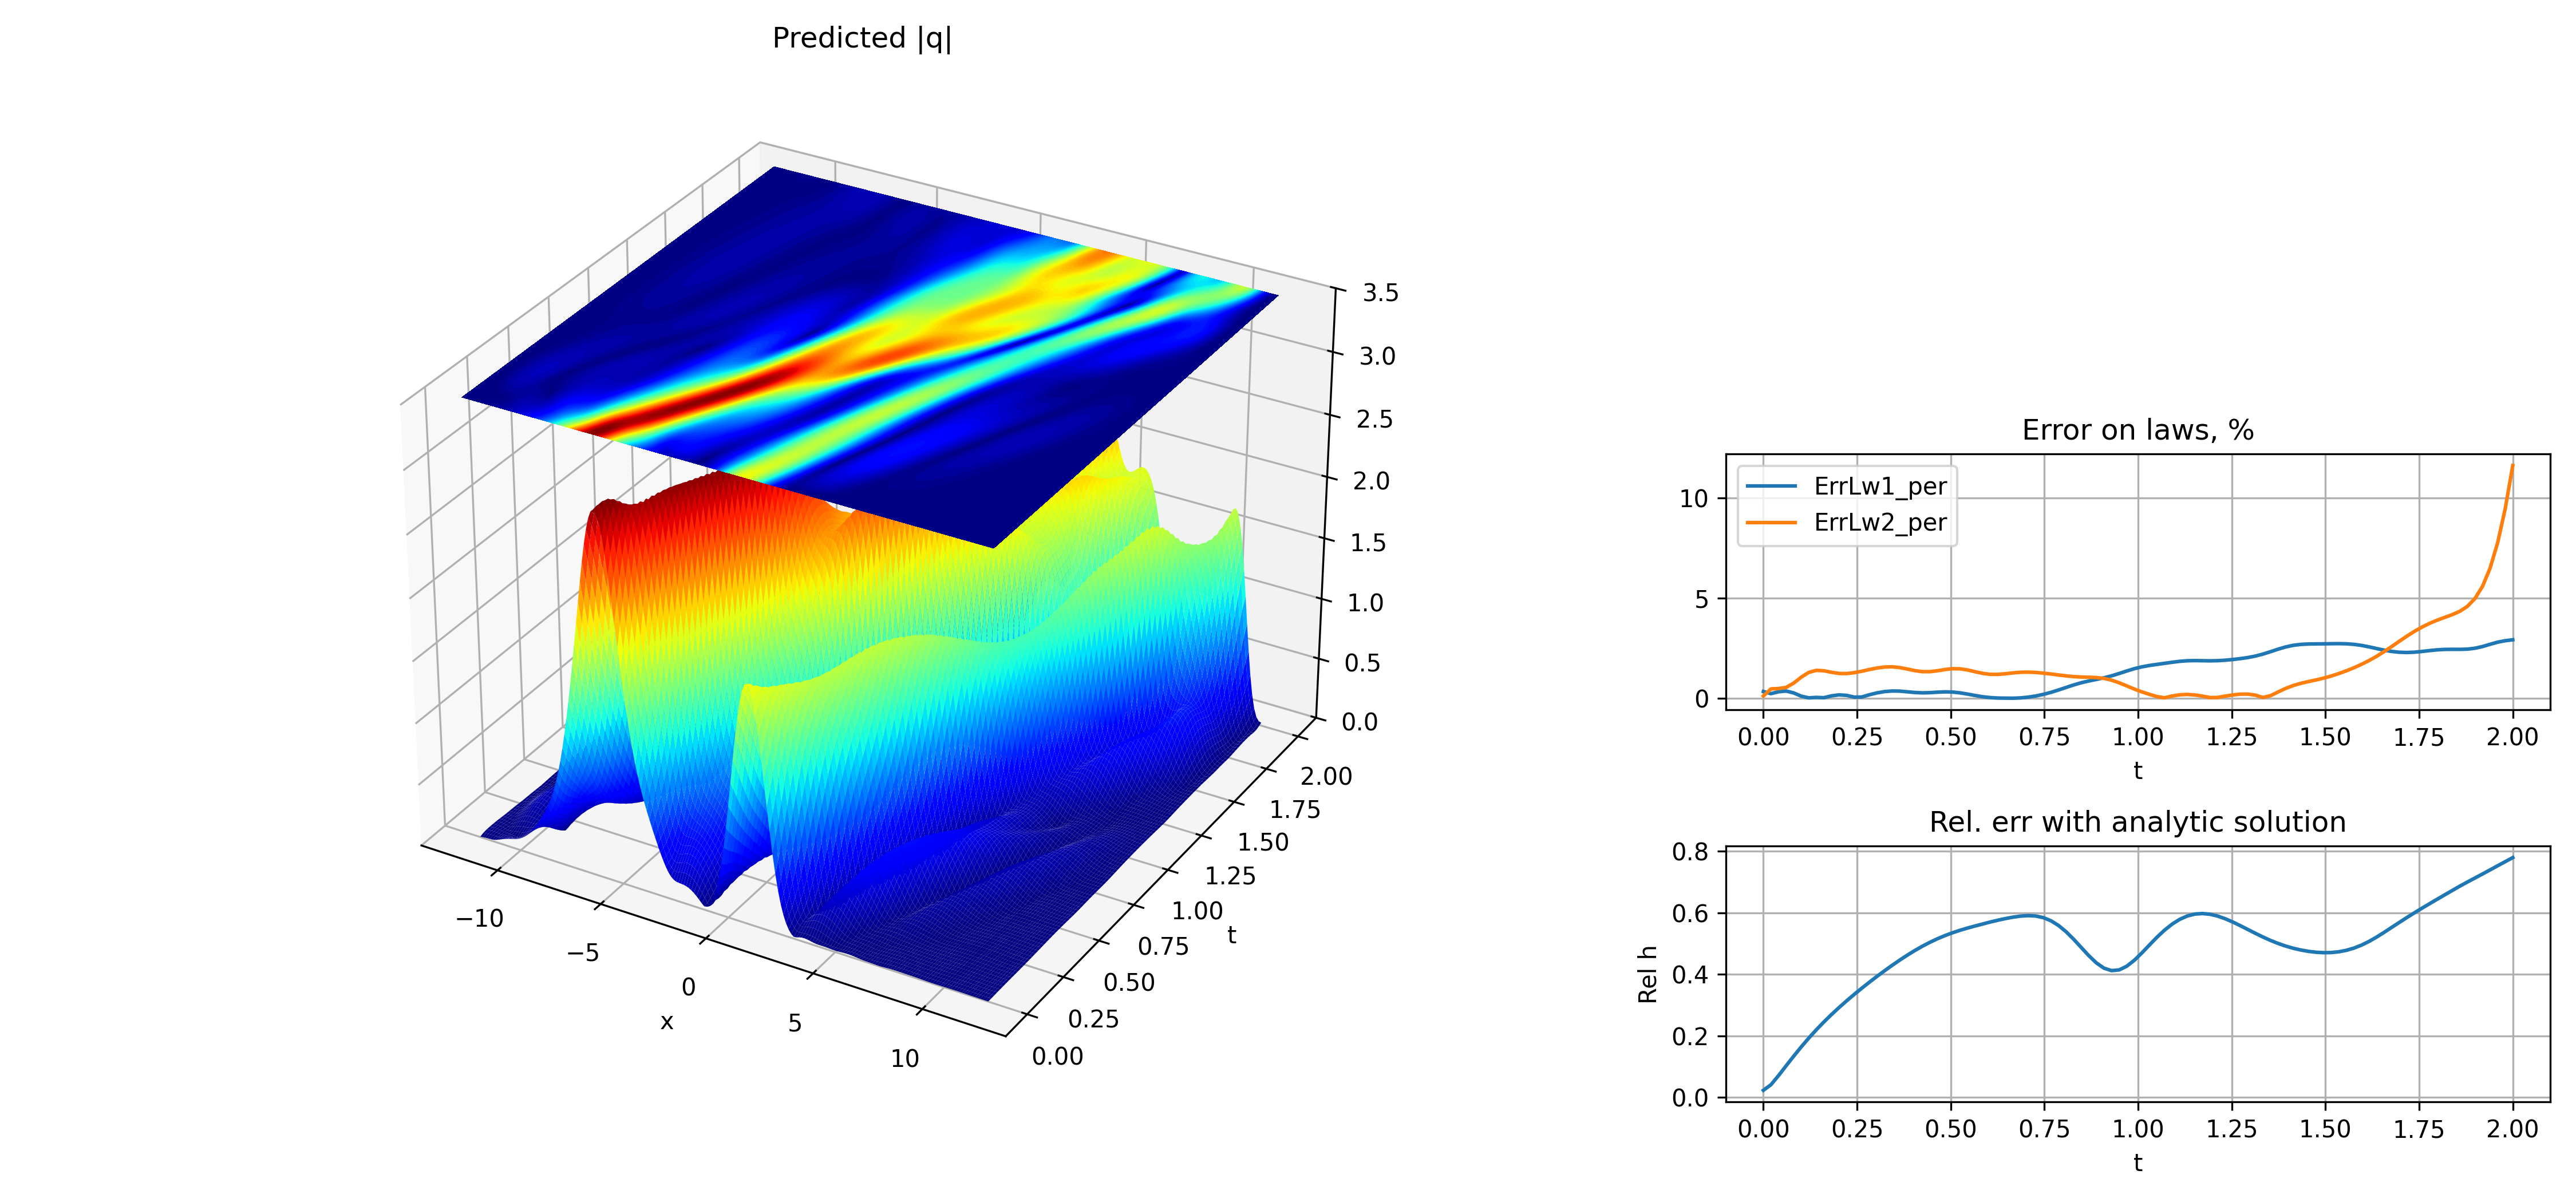 Predicted |q|
3.5
3.0
2.5
2.0
1.5
1.0
0.5
0.0
−10
−5
0
5
10
x
0.00
0.25
0.50
0.75
1.00
1.25
1.50
1.75
2.00
t
Error on laws, %
ErrLw1_per
ErrLw2_per
10
5
0
0.00 0.25 0.50 0.75 1.00 1.25 1.50 1.75 2.00
t
Rel. err with analytic solution
Rel h
0.8
0.6
0.4
0.2
0.0
0.00 0.25 0.50 0.75 1.00 1.25 1.50 1.75 2.00
t